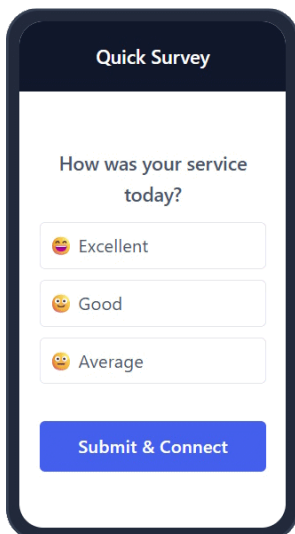 Quick Survey
How was your service
today?
😄 Excellent
🙂 Good
😐 Average
Submit & Connect